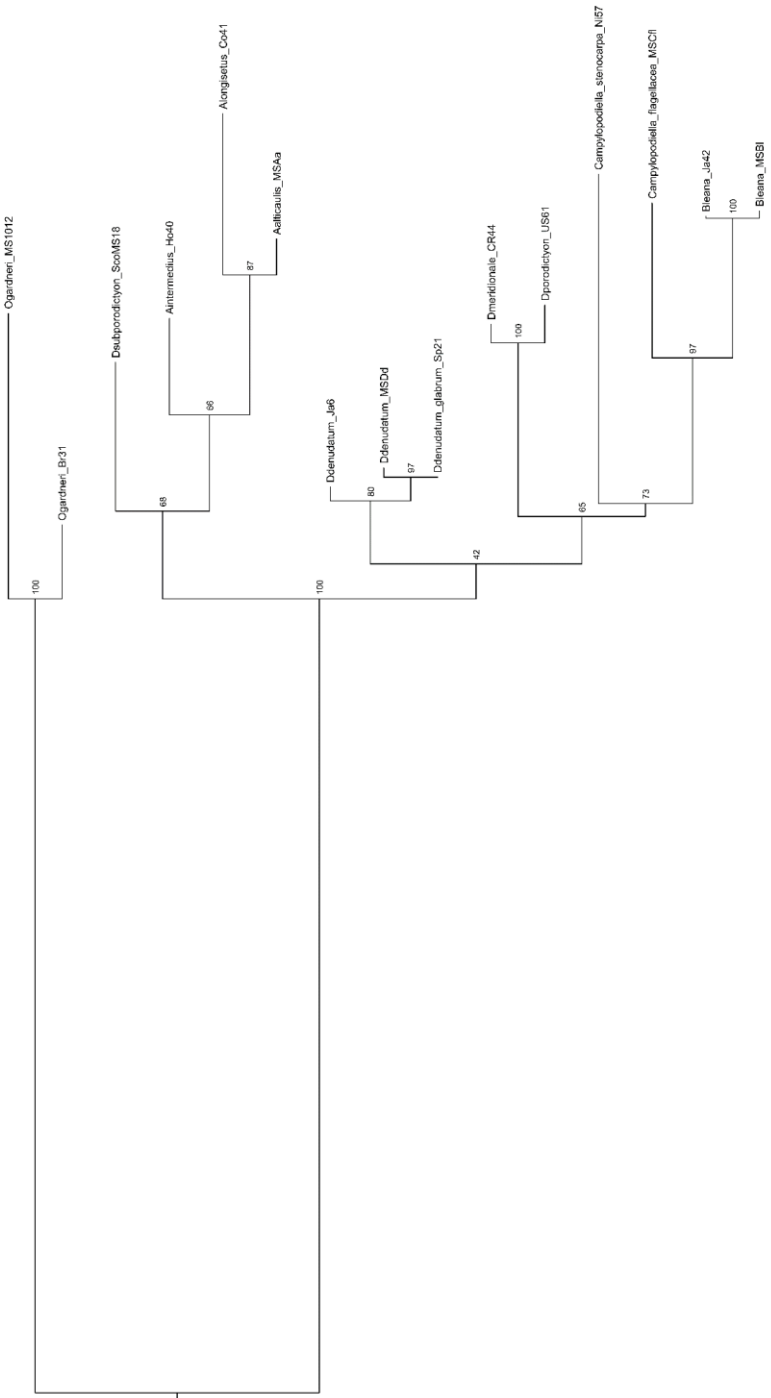 Ogardneri_MS1012
100
Ogardneri_Br31
Dsubporodictyon_ScoMS18
68
Aintermedius_Ho40
66
Alongisetus_Co41
87
Aalticaulis_MSAa
100
Ddenudatum_Ja6
80
Ddenudatum_MSDd
97
Ddenudatum_glabrum_Sp21
42
Dmeridionale_CR44
100
Dporodictyon_US61
65
Campylopodiella_stenocarpa_NI57
73
Campylopodiella_flagellacea_MSCfl
97
Bleana_Ja42
100
Bleana_MSBl